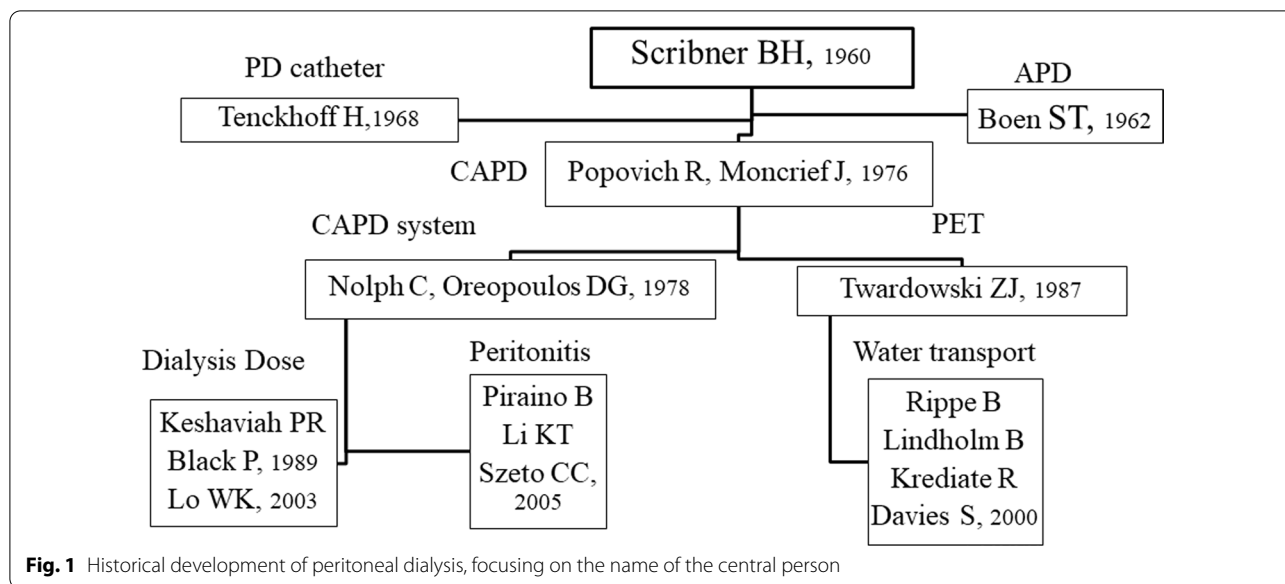 Scribner BH, 1960
PD catheter
APD
Tenckhoff H,1968
Boen ST, 1962
CAPD
Popovich R, Moncrief J, 1976
CAPD system
PET
Nolph C, Oreopoulos DG, 1978
Twardowski ZJ, 1987
Dialysis Dose
Peritonitis
Water transport
Keshaviah PR
Black P, 1989
Lo WK, 2003
Piraino B
Li KT
Szeto CC,
2005
Rippe B
Lindholm B
Krediate R
Davies S, 2000
Fig. 1 Historical development of peritoneal dialysis, focusing on the name of the central person